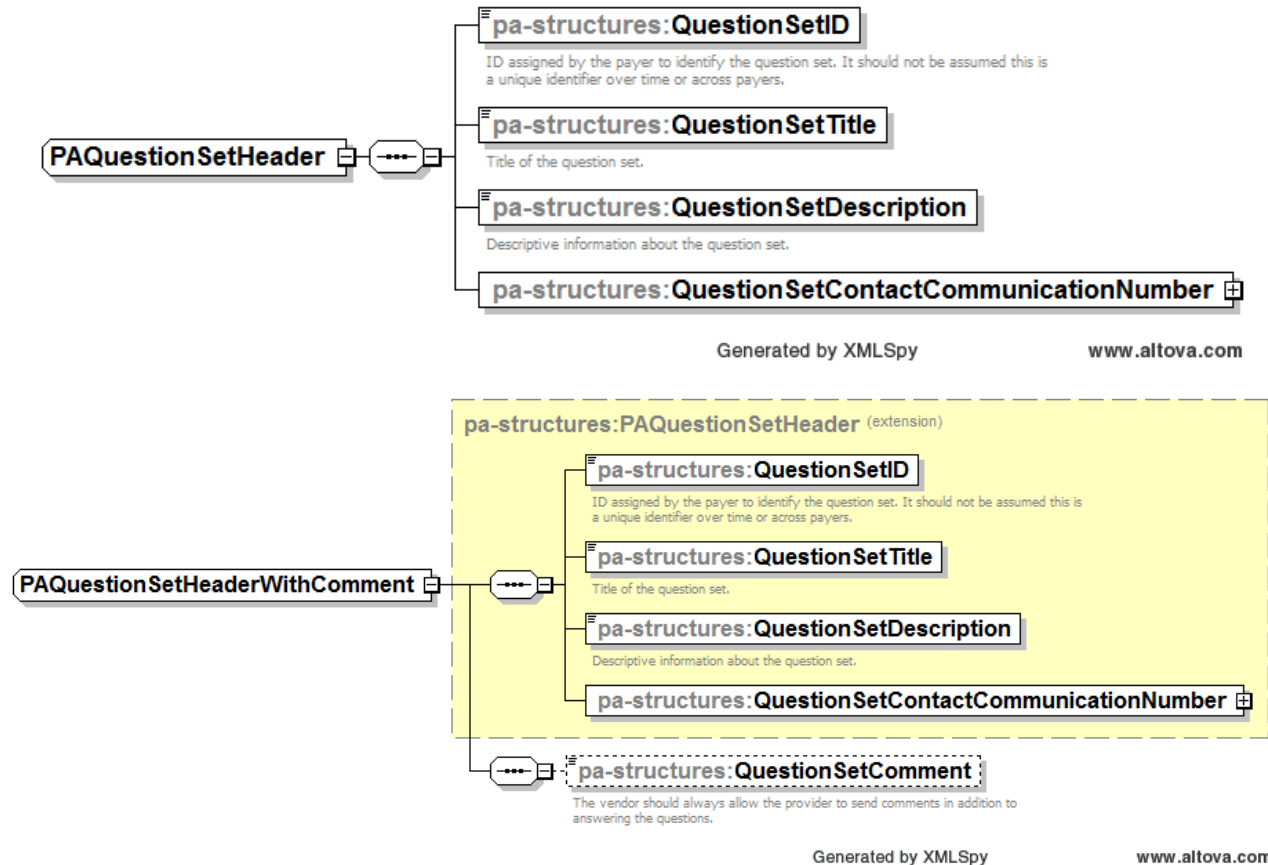 pa-structures:QuestionSetID
ID assigned by the payer to identify the question set. It should not be assumed this is
a unique identifier over time or across payers.
pa-structures:QuestionSetTitle
Title of the question set.
PAQuestionSetHeader
pa-structures:QuestionSetDescription
Descriptive information about the question set.
pa-structures:QuestionSetContactCommunicationNumber
Generated by XMLSpy www.altova.com
pa-structures:PAQuestionSetHeader (extension)
pa-structures:QuestionSetID
ID assigned by the payer to identify the question set. It should not be assumed this is
a unique identifier over time or across payers.
pa-structures:QuestionSetTitle
Title of the question set.
PAQuestionSetHeaderWithComment
pa-structures:QuestionSetDescription
Descriptive information about the question set.
pa-structures:QuestionSetContactCommunicationNumber
pa-structures:QuestionSetComment
The vendor should always allow the provider to send comments in addition to
answering the questions.
Generated by XMLSpy www.altova.com